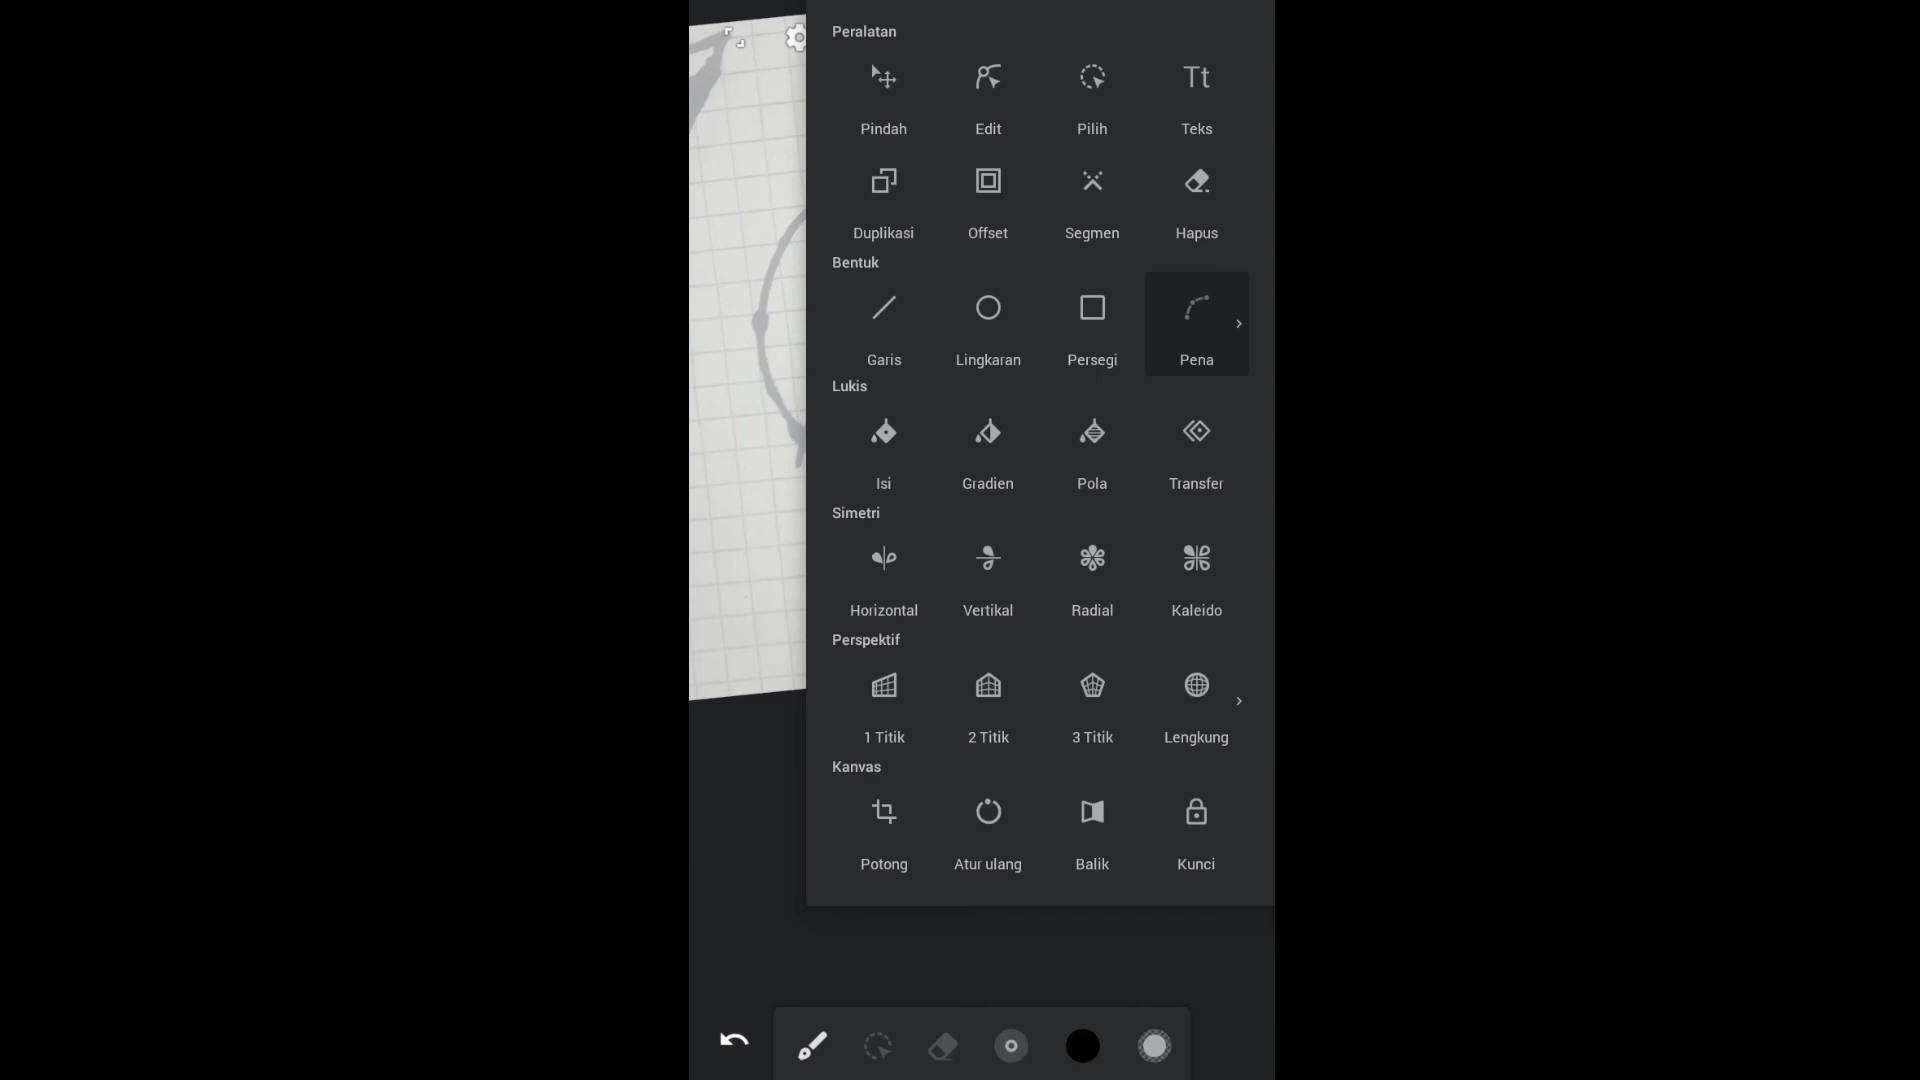 Peralatan
Pindah Edit Pilih Teks
Duplikasi Offset Segmen Hapus
Bentuk
Garis Lingkaran Persegi Pena
Lukis
Isi Gradien Pola Transfer
Simetri
Horizontal Vertikal Radial Kaleido
Perspektif
1 Titik 2 Titik 3 Titik Lengkung
Kanvas
Potong Atur ulang Balik Kunci